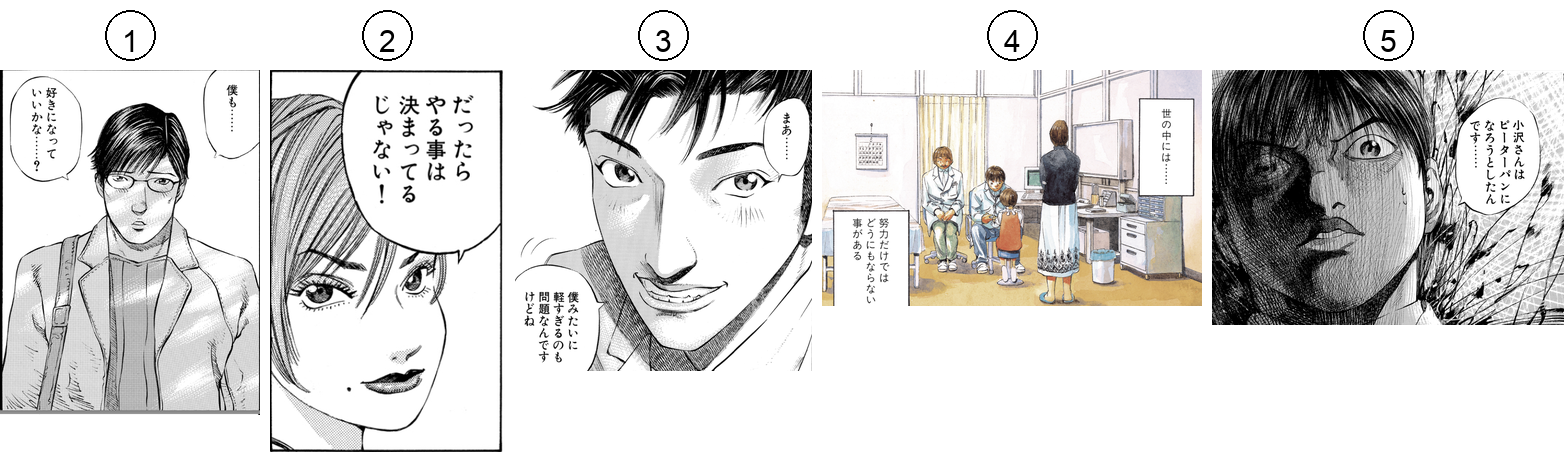 1
僕も……
好きになって
いいかな……?
2
だったら
やる事は
決まってる
じゃない!
3
まあ……
僕みたいに
軽すぎるのも
問題なんです
けどね
4
世の中には……
努力だけでは
どうにもならない
事がある
5
小沢さんは
ピーターパンに
なろうとしたん
です……